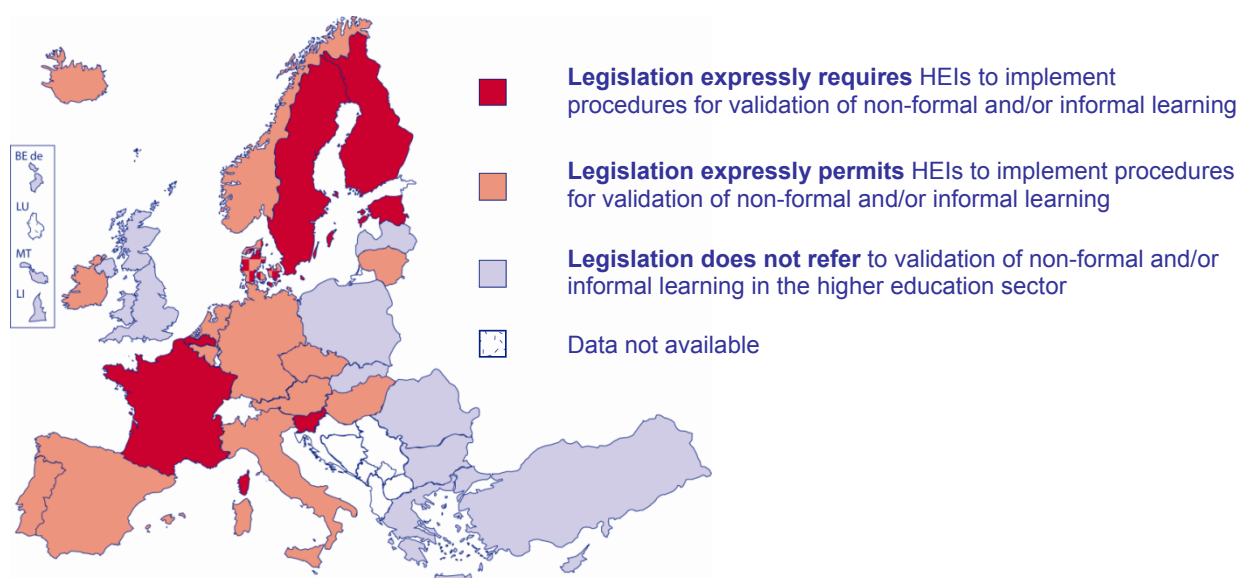 Legislation expressly requires HEIs to implement
procedures for validation of non-formal and/or informal learning
BE de
LU
Legislation expressly permits HEIs to implement procedures
for validation of non-formal and/or informal learning
MT
LI
Legislation does not refer to validation of non-formal and/or
informal learning in the higher education sector
Data not available